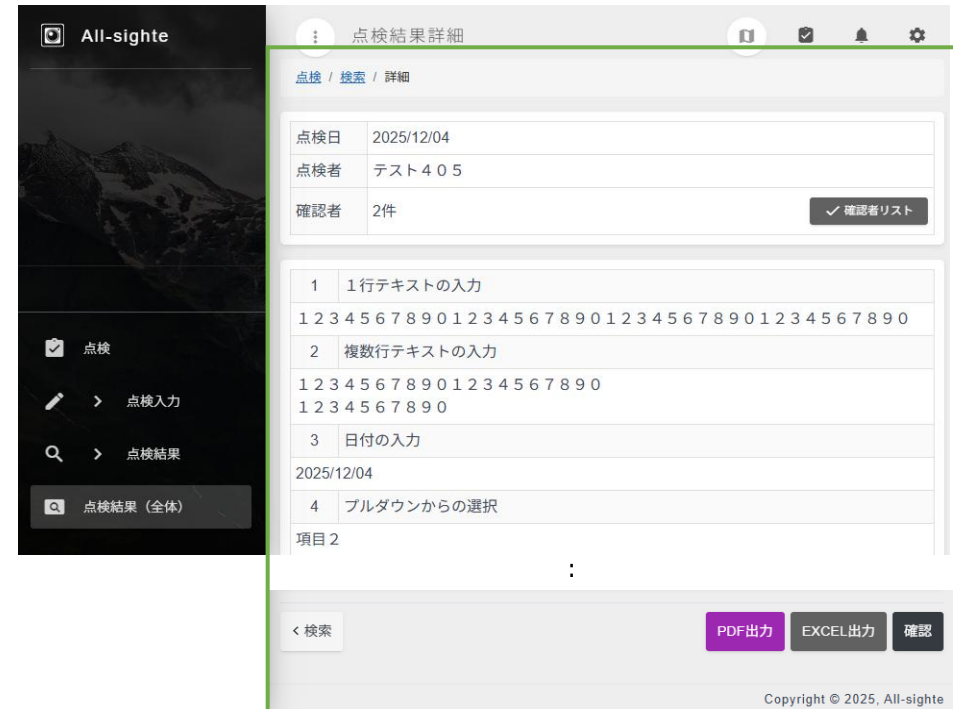 All-sighte
点検結果詳細
点検 / 検索 / 詳細
点検日 2025/12/04
点検者 テスト４０５
確認者 2件 確認者リスト
1 １行テキストの入力
１２３４５６７８９０１２３４５６７８９０１２３４５６７８９０１２３４５６７８９０
2 複数行テキストの入力
１２３４５６７８９０１２３４５６７８９０
１２３４５６７８９０
3 日付の入力
2025/12/04
4 プルダウンからの選択
項目２
点検
点検入力
点検結果
点検結果（全体）
:
< 検索
PDF出力 EXCEL出力 確認
Copyright © 2025, All-sighte